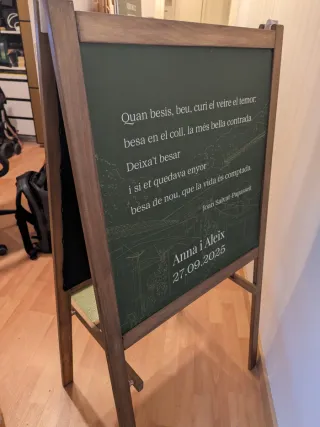 Quan besis, beu, curi el veire el temor:
besa en el coll, la més bella contrada.
Deixa't besar
i si et quedava enyor
besa de nou, que la vida és comptada.
Joan Salvat-Papasseit
Anna i Aleix
27.09.2025